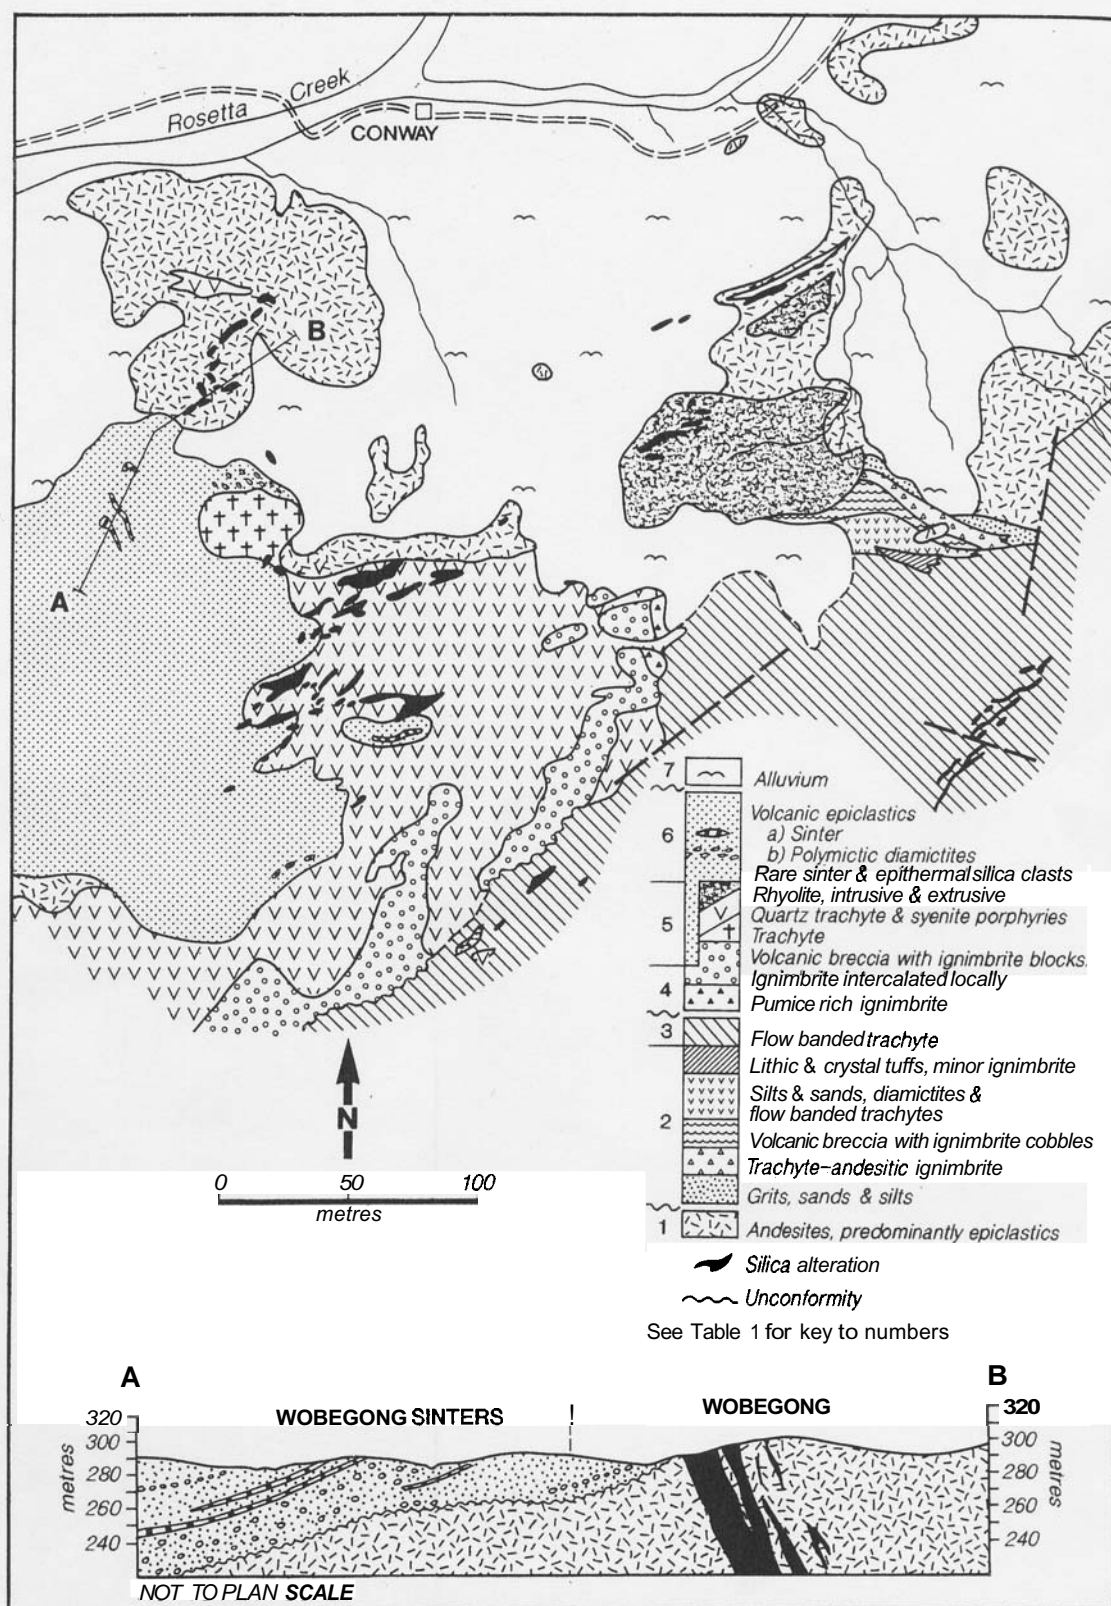 Rosetta Creek
CONWAY
B
A
7 Alluvium
6 Volcanic epiclastics
a) Sinter
b) Polymictic diamictites
Rare sinter & epithermal silica clasts
Rhyolite, intrusive & extrusive
5 Quartz trachyte & syenite porphyries
Trachyte
Volcanic breccia with ignimbrite blocks.
Ignimbrite intercalated locally
4 Pumice rich ignimbrite
3 Flow banded trachyte
Lithic & crystal tuffs, minor ignimbrite
Silts & sands, diamictites &
flow banded trachytes
2
Volcanic breccia with ignimbrite cobbles
Trachyte-andesitic ignimbrite
Grits, sands & silts
1 Andesites, predominantly epiclastics
Silica alteration
Unconformity
See Table 1 for key to numbers
N
0 50 100
metres
A B
WOBEGONG SINTERS ! WOBEGONG
320 320
300 300
280 280
260 260
240 240
metres metres
NOT TO PLAN SCALE